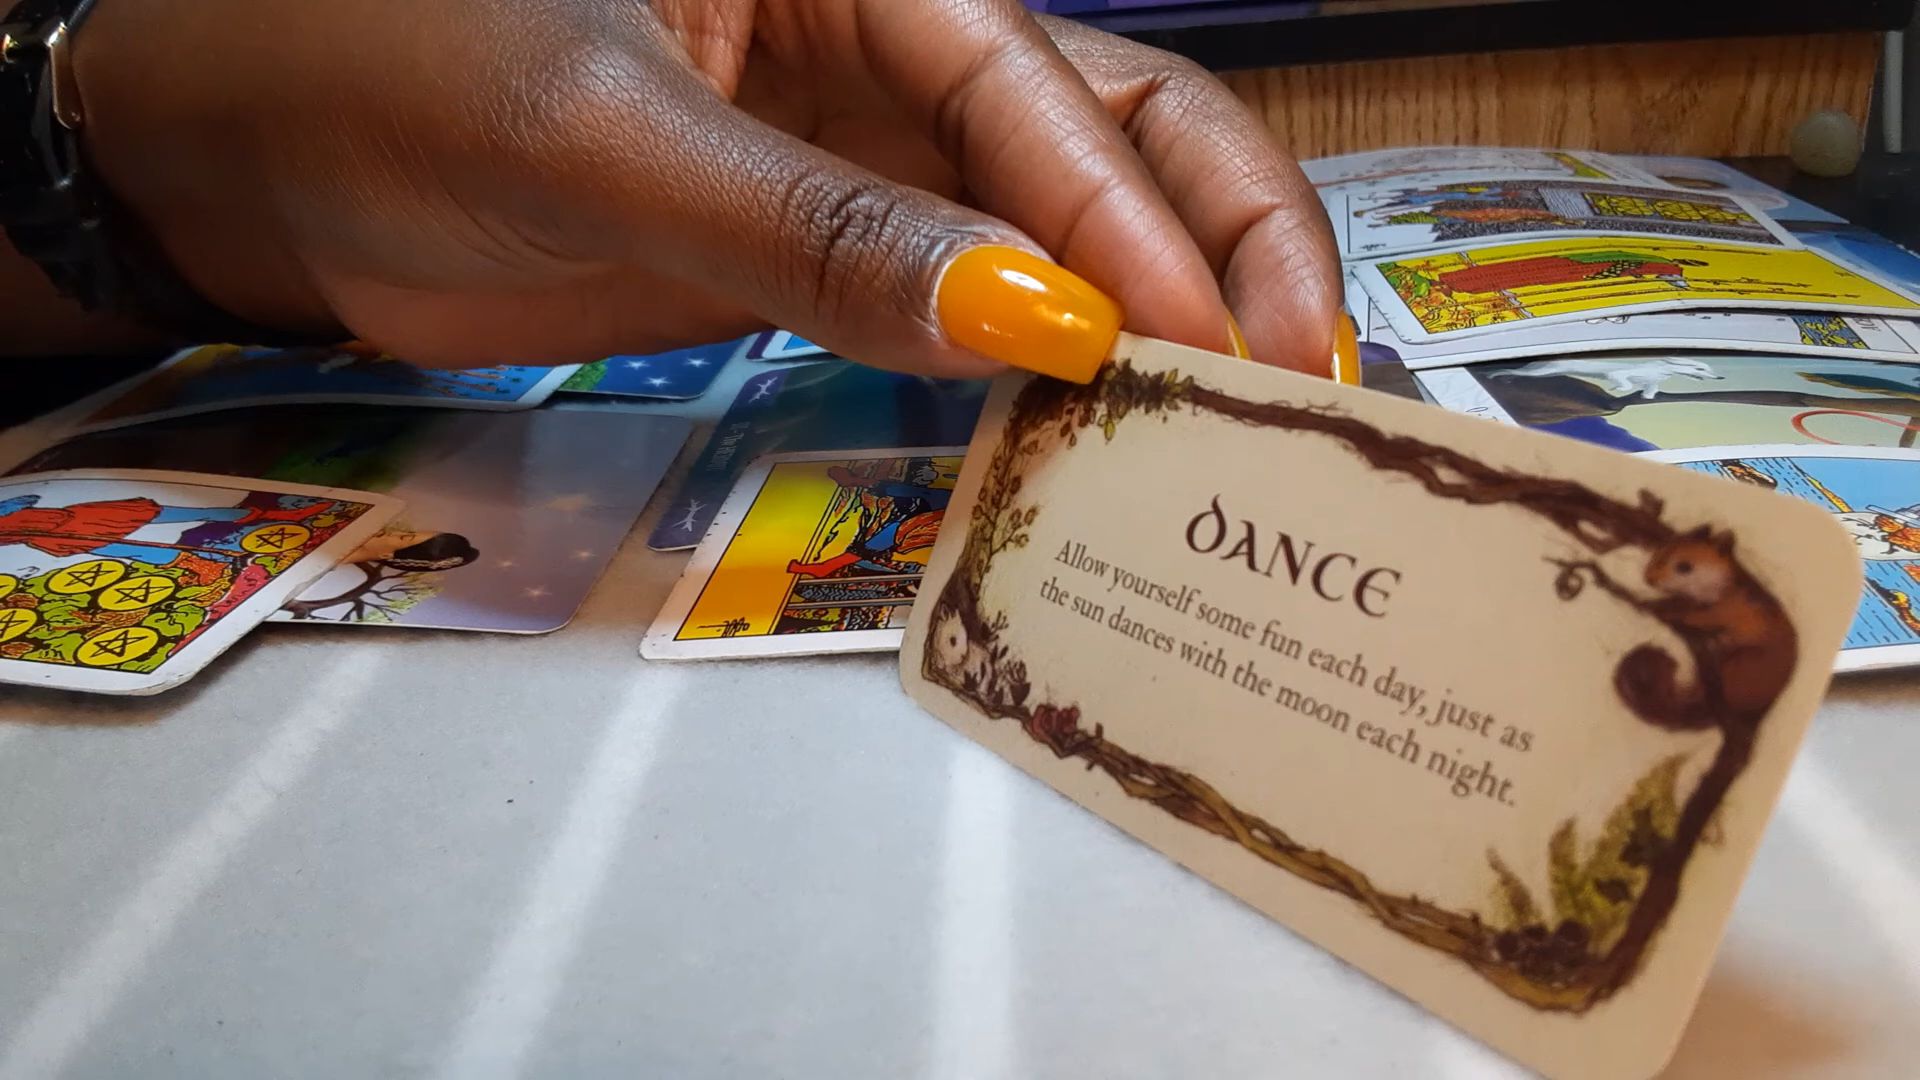 DANCE
Allow yourself some fun each day, just as
the sun dances with the moon each night.